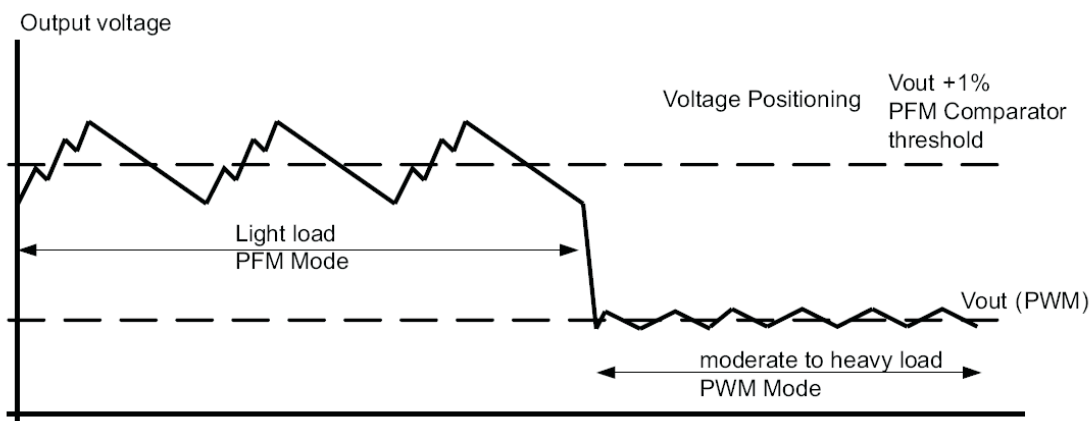 Output voltage
Voltage Positioning
Vout +1%
PFM Comparator
threshold
Light load
PFM Mode
Vout (PWM)
moderate to heavy load
PWM Mode